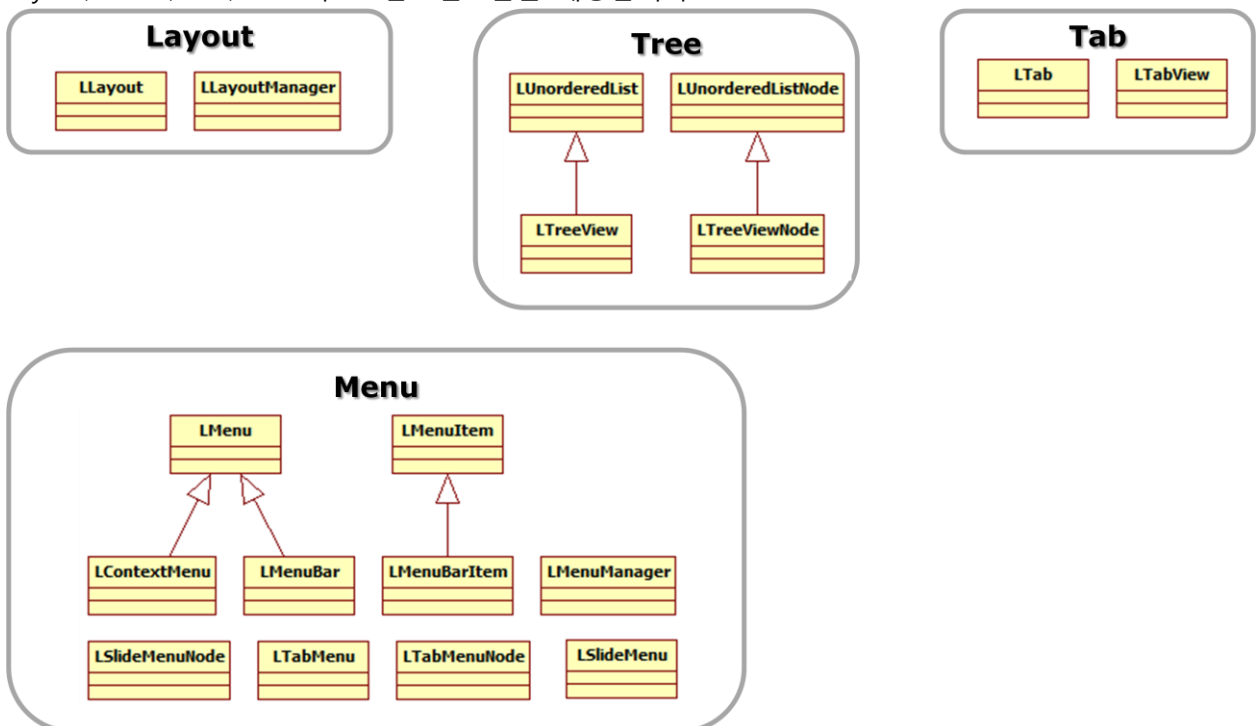 Layout
LLayout
LLayoutManager
Tree
LUnorderedList
LUnorderedListNode
LTreeView
LTreeViewNode
Tab
LTab
LTabView
Menu
LMenu
LMenuItem
LContextMenu
LMenuBar
LMenuBarItem
LMenuManager
LSlideMenuNode
LTabMenu
LTabMenuNode
LSlideMenu